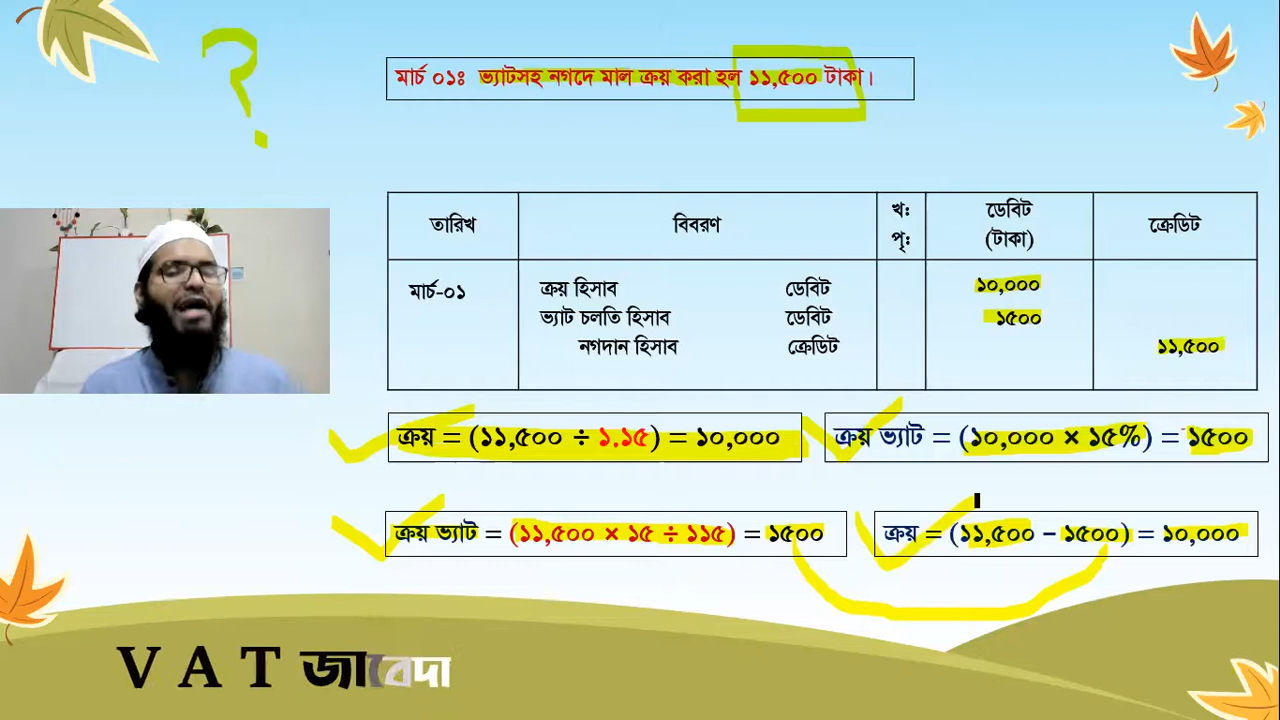 মার্চ ০১ঃ ভ্যাটসহ নগদে মাল ক্রয় করা হল ১১,৫০০ টাকা।
তারিখ বিবরণ খঃ পৃঃ ডেবিট (টাকা) ক্রেডিট
মার্চ-০১ ক্রয় হিসাব ডেবিট ১০,০০০
ভ্যাট চলতি হিসাব ডেবিট ১৫০০
নগদান হিসাব ক্রেডিট ১১,৫০০
ক্রয় = (১১,৫০০ ÷ ১.১৫) = ১০,০০০
ক্রয় ভ্যাট = (১০,০০০ × ১৫%) = ১৫০০
ক্রয় ভ্যাট = (১১,৫০০ × ১৫ ÷ ১১৫) = ১৫০০
ক্রয় = (১১,৫০০ – ১৫০০) = ১০,০০০
V A T জাবেদা